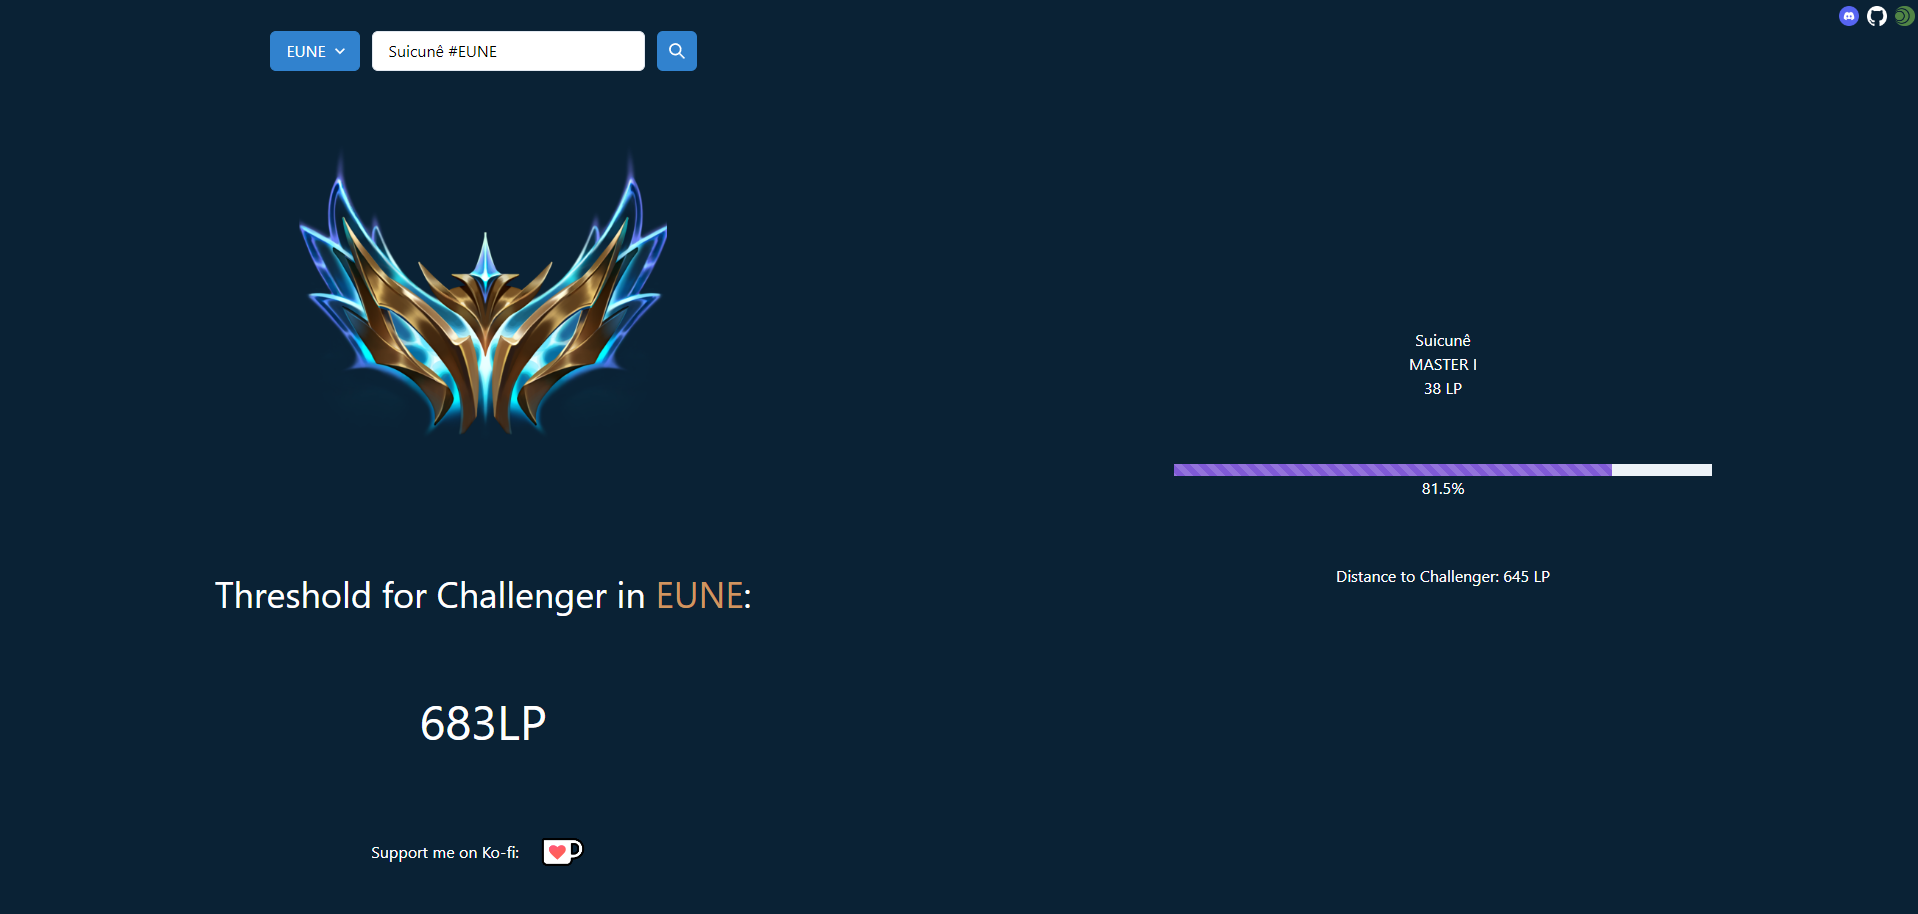 EUNE
Suicunê #EUNE
Threshold for Challenger in EUNE:
683LP
Support me on Ko-fi:
Suicunê
MASTER I
38 LP
81.5%
Distance to Challenger: 645 LP